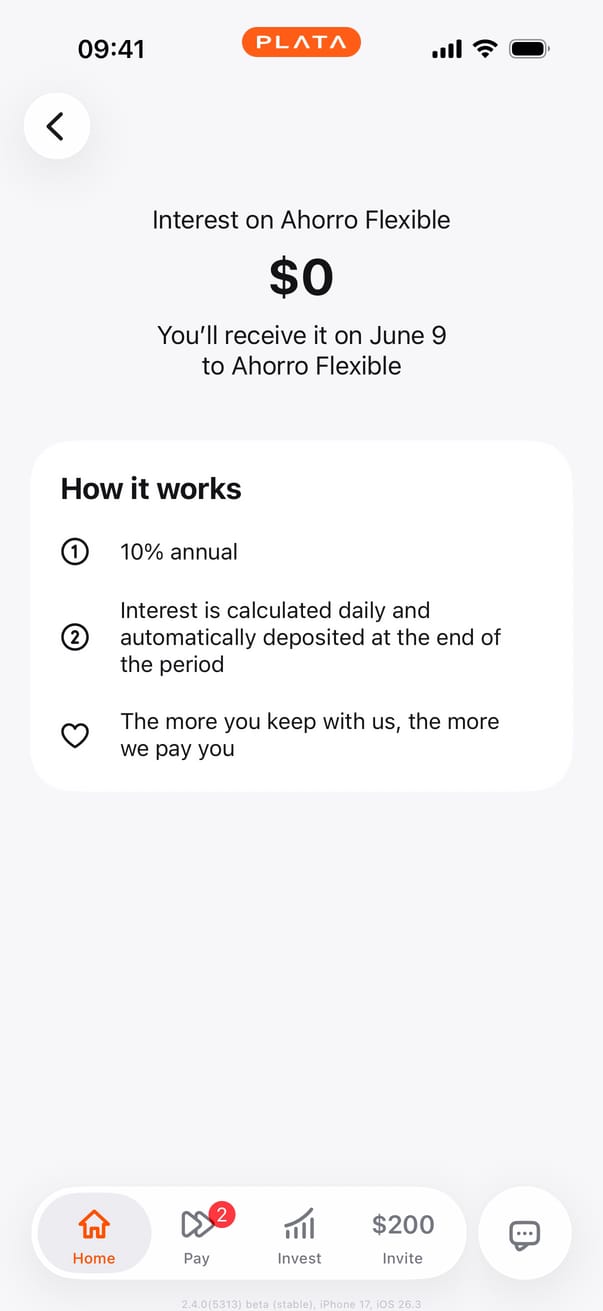 09:41
PLATA
Interest on Ahorro Flexible
$0
You’ll receive it on June 9
to Ahorro Flexible
How it works
1
10% annual
2
Interest is calculated daily and
automatically deposited at the end of
the period
The more you keep with us, the more
we pay you
2
$200
Home
Pay
Invest
Invite
2.4.0(5313) beta (stable), iPhone 17, iOS 26.3